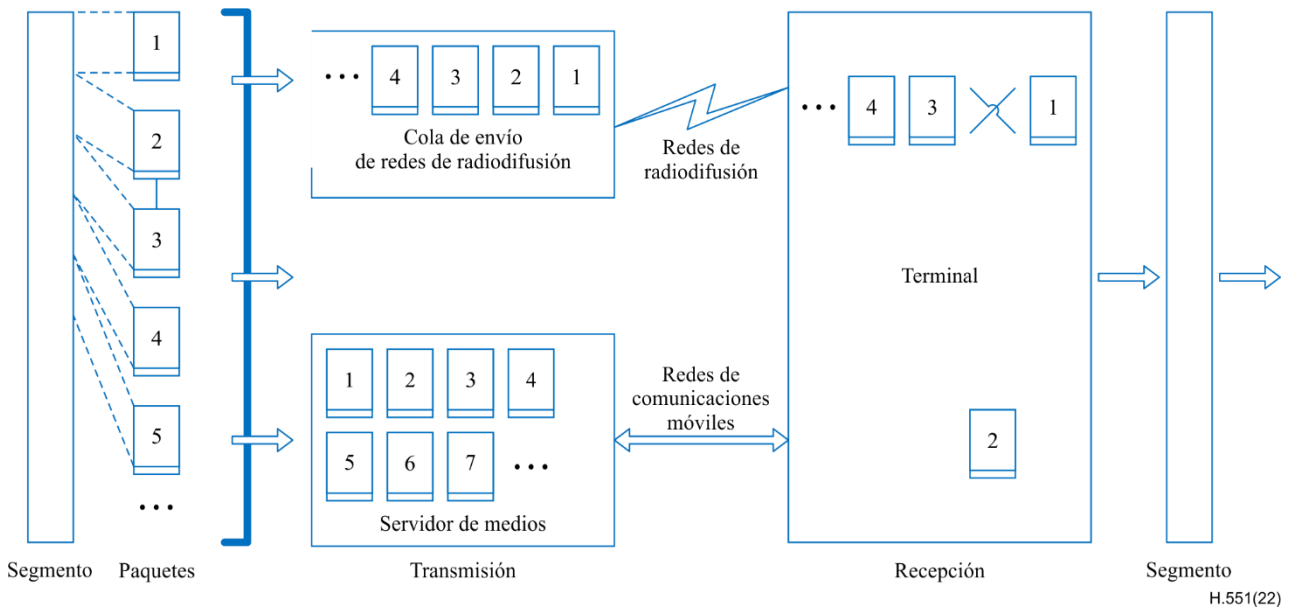 1
2
3
4
5
• • •
Segmento
Paquetes
• • • 4 3 2 1
Cola de envío
de redes de radiodifusión
1 2 3 4
5 6 7 • • •
Servidor de medios
Transmisión
Redes de
radiodifusión
Redes de
comunicaciones
móviles
• • • 4 3 1
Terminal
2
Recepción
Segmento
H.551(22)